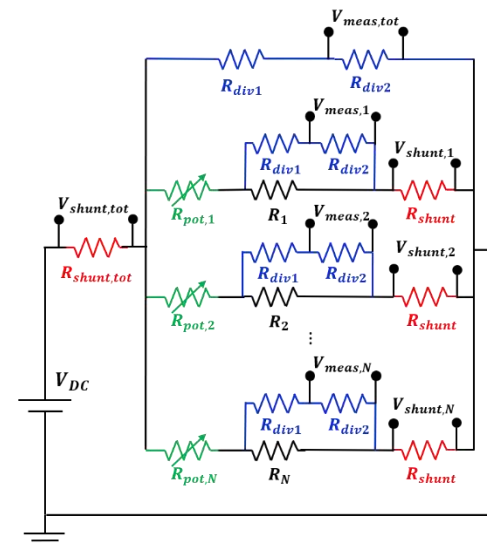 V_meas,tot
R_div1 R_div2
V_meas,1
R_div1 R_div2
V_shunt,1
V_shunt,tot
R_pot,1 R_1 R_shunt
V_meas,2
R_shunt,tot
R_div1 R_div2
V_shunt,2
R_pot,2 R_2 R_shunt
...
V_meas,N
V_DC
R_div1 R_div2
V_shunt,N
R_pot,N R_N R_shunt